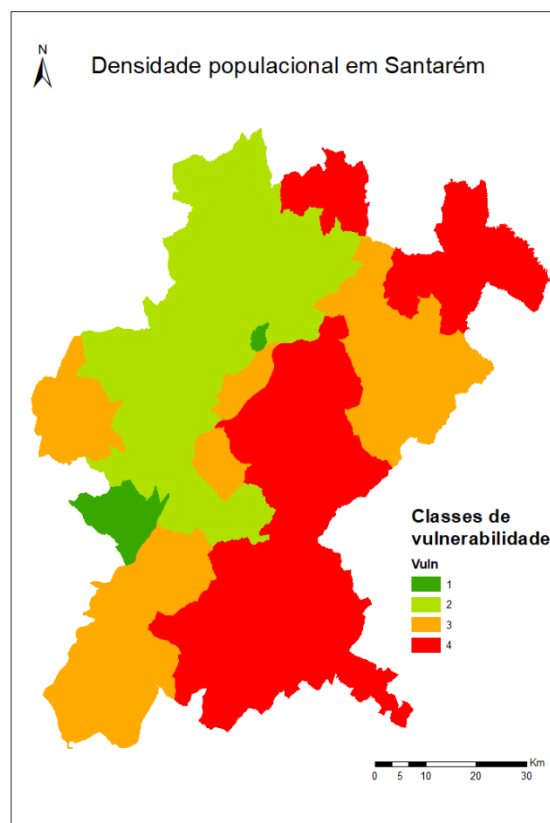 N
Densidade populacional em Santarém
Classes de
vulnerabilidade
Vuln
1
2
3
4
Km
0 5 10 20 30